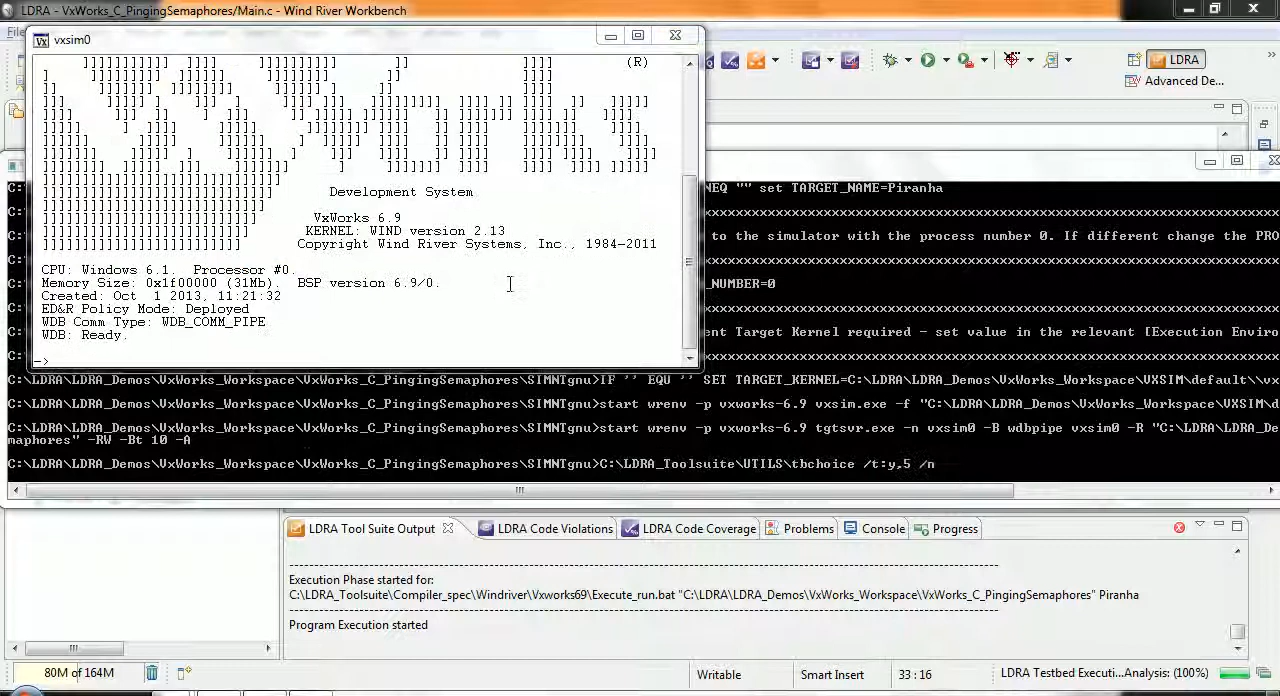 LDRA - VxWorks_C_PingingSemaphores/Main.c - Wind River Workbench
vxsim0
(R)
Development System
VxWorks 6.9
KERNEL: WIND version 2.13
Copyright Wind River Systems, Inc., 1984-2011
CPU: Windows 6.1. Processor #0.
Memory Size: 0x1f00000 (31Mb). BSP version 6.9/0.
Created: Oct 1 2013, 11:21:32
ED&R Policy Mode: Deployed
WDB Comm Type: WDB_COMM_PIPE
WDB: Ready.
->
LDRA
Advanced De...
NEQ "" set TARGET_NAME=Piranha
to the simulator with the process number 0. If different change the PRO
_NUMBER=0
ent Target Kernel required - set value in the relevant [Execution Enviro
C:\LDRA\LDRA_Demos\VxWorks_Workspace\VxWorks_C_PingingSemaphores\SIMNTgnu>IF '' EQU '' SET TARGET_KERNEL=C:\LDRA\LDRA_Demos\VxWorks_Workspace\VXSIM\default\\vx
C:\LDRA\LDRA_Demos\VxWorks_Workspace\VxWorks_C_PingingSemaphores\SIMNTgnu>start wrenv -p vxworks-6.9 vxsim.exe -f "C:\LDRA\LDRA_Demos\VxWorks_Workspace\VXSIM\d
C:\LDRA\LDRA_Demos\VxWorks_Workspace\VxWorks_C_PingingSemaphores\SIMNTgnu>start wrenv -p vxworks-6.9 tgtsvr.exe -n vxsim0 -B wdbpipe vxsim0 -R "C:\LDRA\LDRA_De
maphores" -RW -Bt 10 -A
C:\LDRA\LDRA_Demos\VxWorks_Workspace\VxWorks_C_PingingSemaphores\SIMNTgnu>C:\LDRA_Toolsuite\UTILS\tbchoice /t:y,5 /n
LDRA Tool Suite Output LDRA Code Violations LDRA Code Coverage Problems Console Progress
Execution Phase started for:
C:\LDRA_Toolsuite\Compiler_spec\Windriver\Vxworks69\Execute_run.bat "C:\LDRA\LDRA_Demos\VxWorks_Workspace\VxWorks_C_PingingSemaphores" Piranha
Program Execution started
80M of 164M Writable Smart Insert 33 : 16 LDRA Testbed Executi...Analysis: (100%)